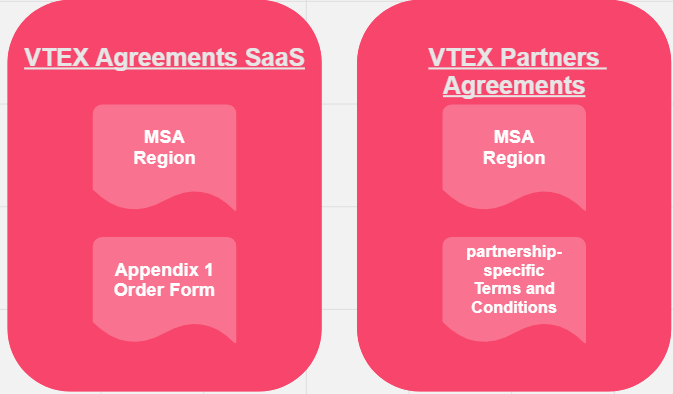 VTEX Agreements SaaS
MSA
Region
Appendix 1
Order Form
VTEX Partners
Agreements
MSA
Region
partnership-
specific
Terms and
Conditions